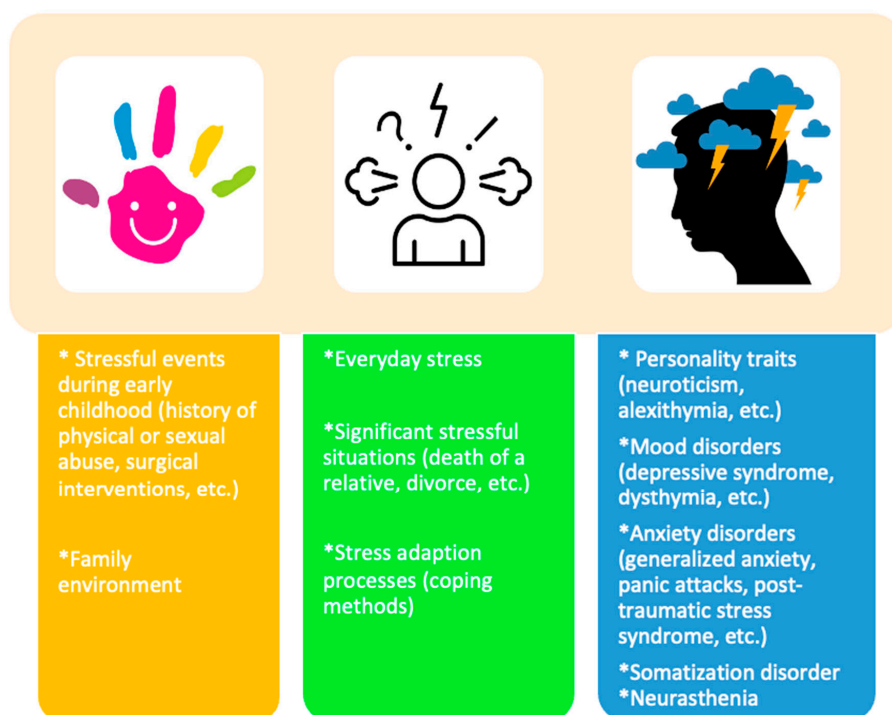 * Stressful events
during early
childhood (history of
physical or sexual
abuse, surgical
interventions, etc.)
*Family
environment
*Everyday stress
*Significant stressful
situations (death of a
relative, divorce, etc.)
*Stress adaption
processes (coping
methods)
* Personality traits
(neuroticism,
alexithymia, etc.)
*Mood disorders
(depressive syndrome,
dysthymia, etc.)
*Anxiety disorders
(generalized anxiety,
panic attacks, post-
traumatic stress
syndrome, etc.)
*Somatization disorder
*Neurasthenia